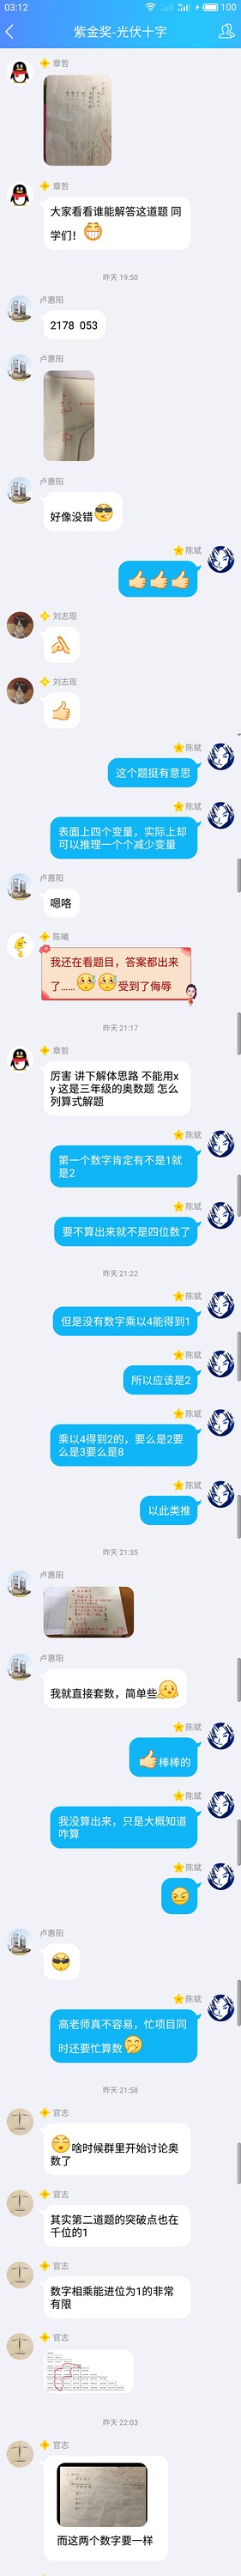 03:12
100
紫金奖-光伏十字
章哲
章哲
大家看看谁能解答这道题 同
学们！
昨天 19:50
卢惠阳
2178 053
卢惠阳
卢惠阳
好像没错
陈斌
刘志现
刘志现
陈斌
这个题挺有意思
陈斌
表面上四个变量，实际上却
可以推理一个个减少变量
卢惠阳
嗯咯
陈曦
我还在看题目，答案都出来
了......受到了侮辱
昨天 21:17
章哲
厉害 讲下解体思路 不能用x
y 这是三年级的奥数题 怎么
列算式解题
陈斌
第一个数字肯定有不是1就
是2
陈斌
要不算出来就不是四位数了
昨天 21:22
陈斌
但是没有数字乘以4能得到1
陈斌
所以应该是2
陈斌
乘以4得到2的，要么是2要
么是3要么是8
陈斌
以此类推
昨天 21:35
卢惠阳
卢惠阳
我就直接套数，简单些
陈斌
棒棒的
陈斌
我没算出来，只是大概知道
咋算
陈斌
卢惠阳
陈斌
高老师真不容易，忙项目同
时还要忙算数
昨天 21:58
官志
啥时候群里开始讨论奥
数了
官志
其实第二道题的突破点也在
千位的1
官志
数字相乘能进位为1的非常
有限
官志
昨天 22:03
官志
而这两个数字要一样